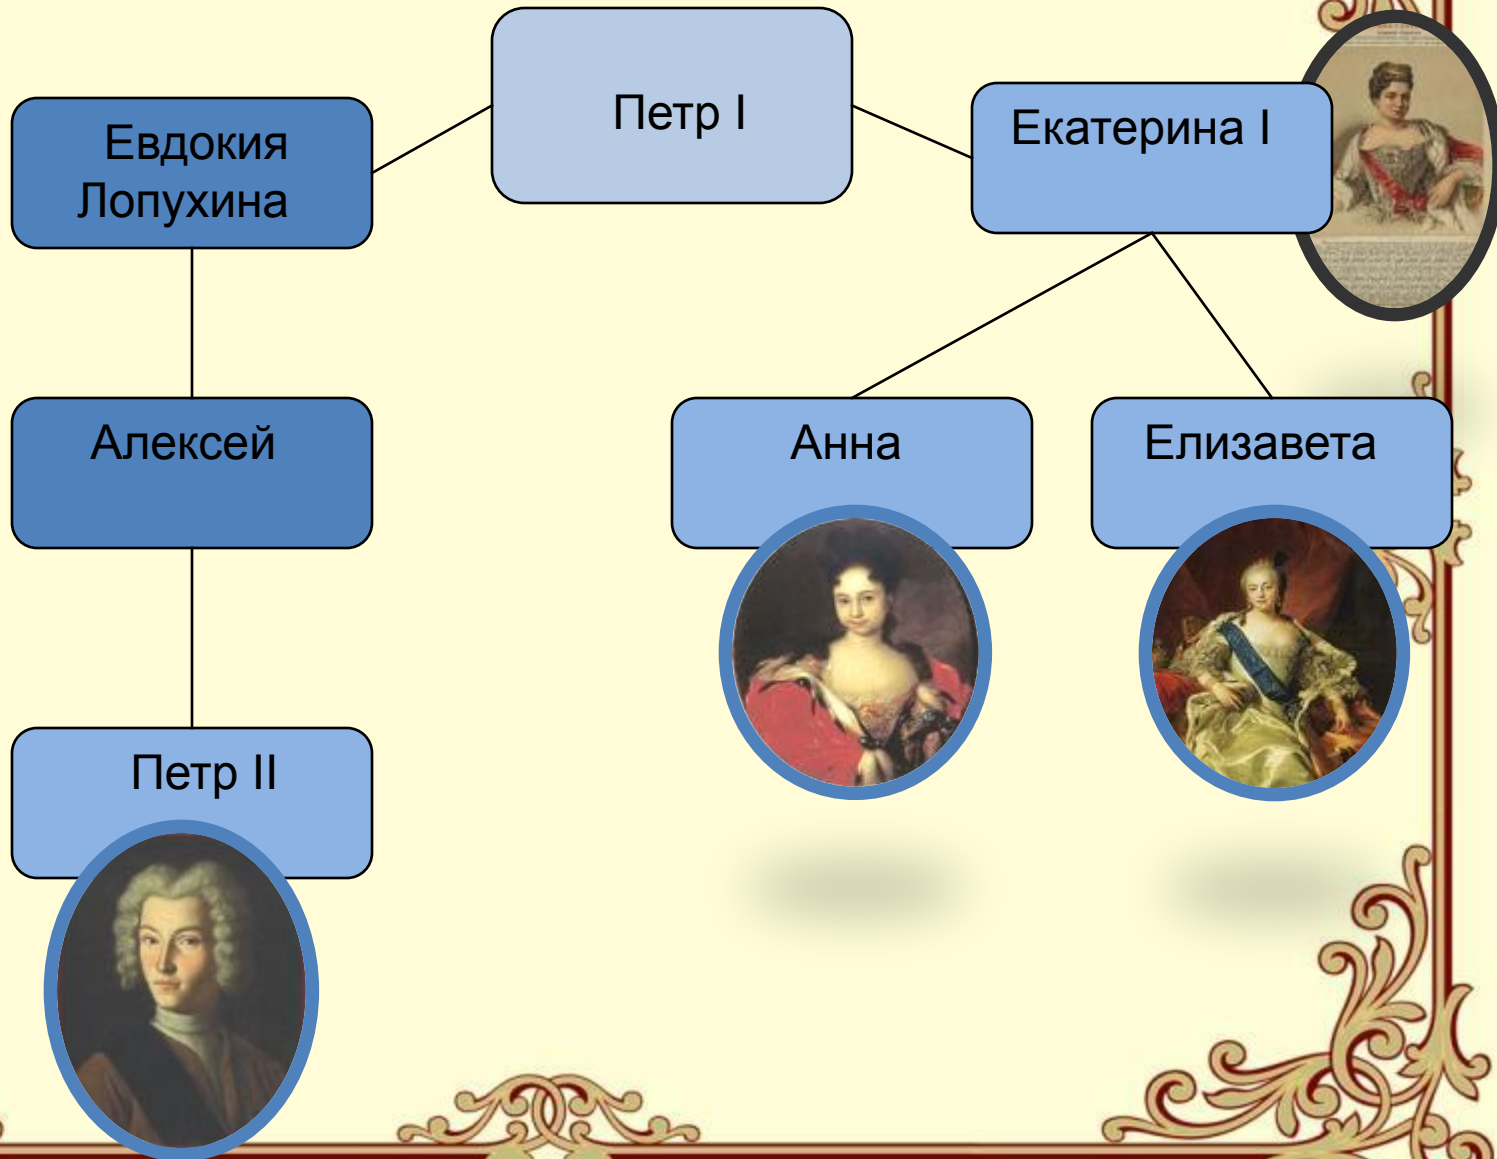 Петр I
Евдокия
Лопухина
Екатерина I
Алексей
Анна
Елизавета
Петр II